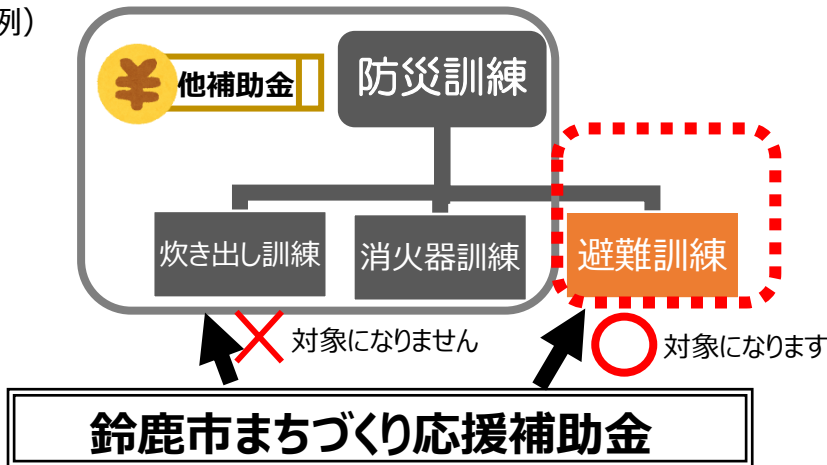 例）
¥
他補助金
防災訓練
炊き出し訓練
消火器訓練
避難訓練
対象になりません
対象になります
鈴鹿市まちづくり応援補助金